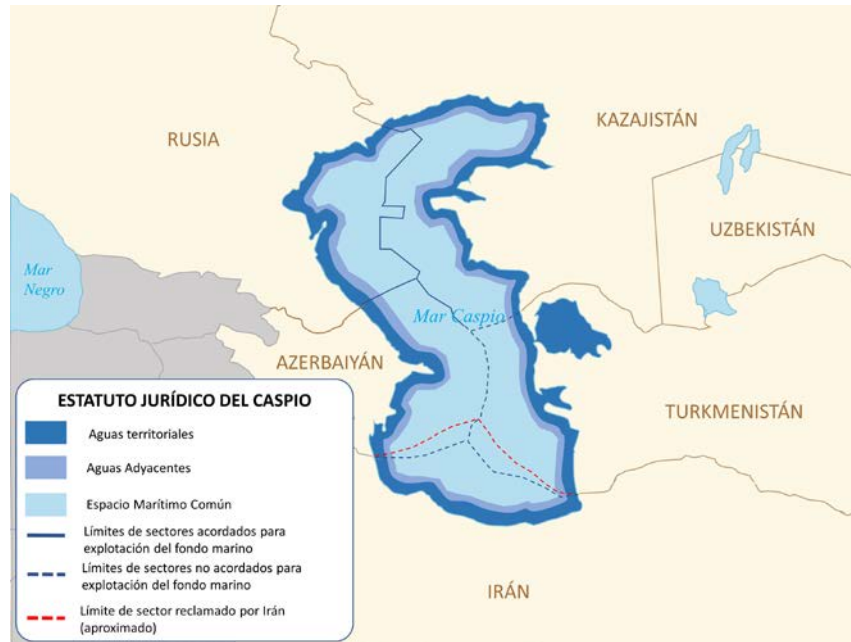 RUSIA
KAZAJISTÁN
UZBEKISTÁN
Mar
Negro
Mar Caspio
AZERBAIYÁN
TURKMENISTÁN
ESTATUTO JURÍDICO DEL CASPIO
Aguas territoriales
Aguas Adyacentes
Espacio Marítimo Común
Límites de sectores acordados para
explotación del fondo marino
Límites de sectores no acordados para
explotación del fondo marino
Límite de sector reclamado por Irán
(aproximado)
IRÁN